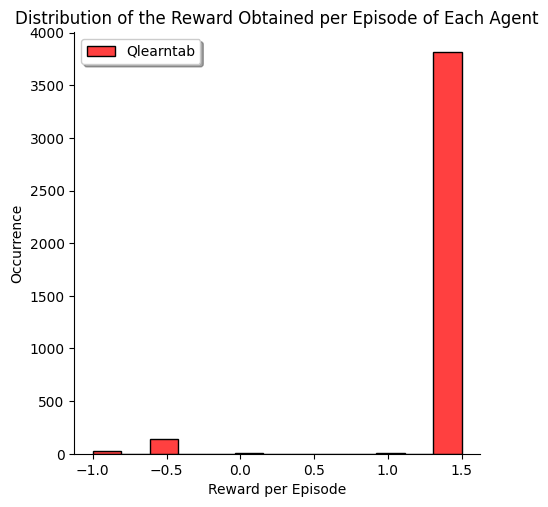 Distribution of the Reward Obtained per Episode of Each Agent
Qlearntab
4000
3500
3000
2500
2000
1500
1000
500
0
Occurrence
−1.0 −0.5 0.0 0.5 1.0 1.5
Reward per Episode